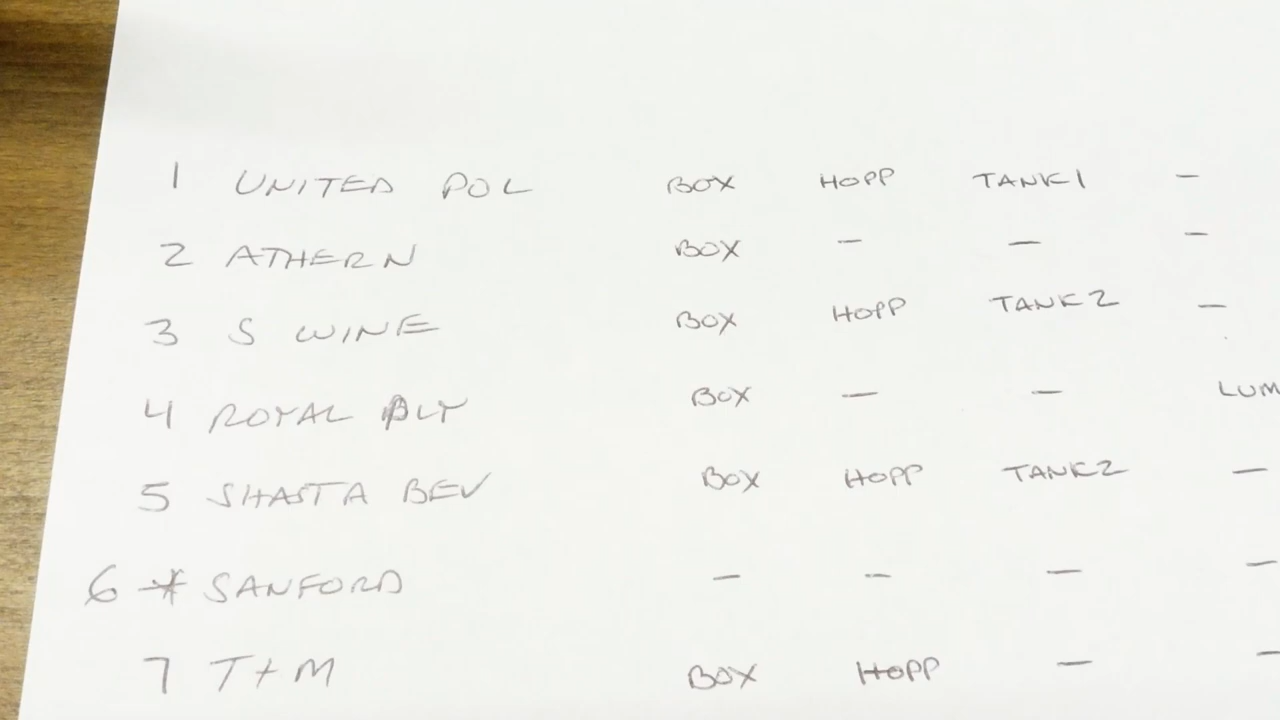 1 UNITED POL BOX HOPP TANK1 -
2 ATHERN BOX - - -
3 S WINE BOX HOPP TANK2 -
4 ROYAL PLY BOX - - LUM
5 SHASTA BEV BOX HOPP TANK2 -
6 * SANFORD - - - -
7 T+M BOX HOPP - -